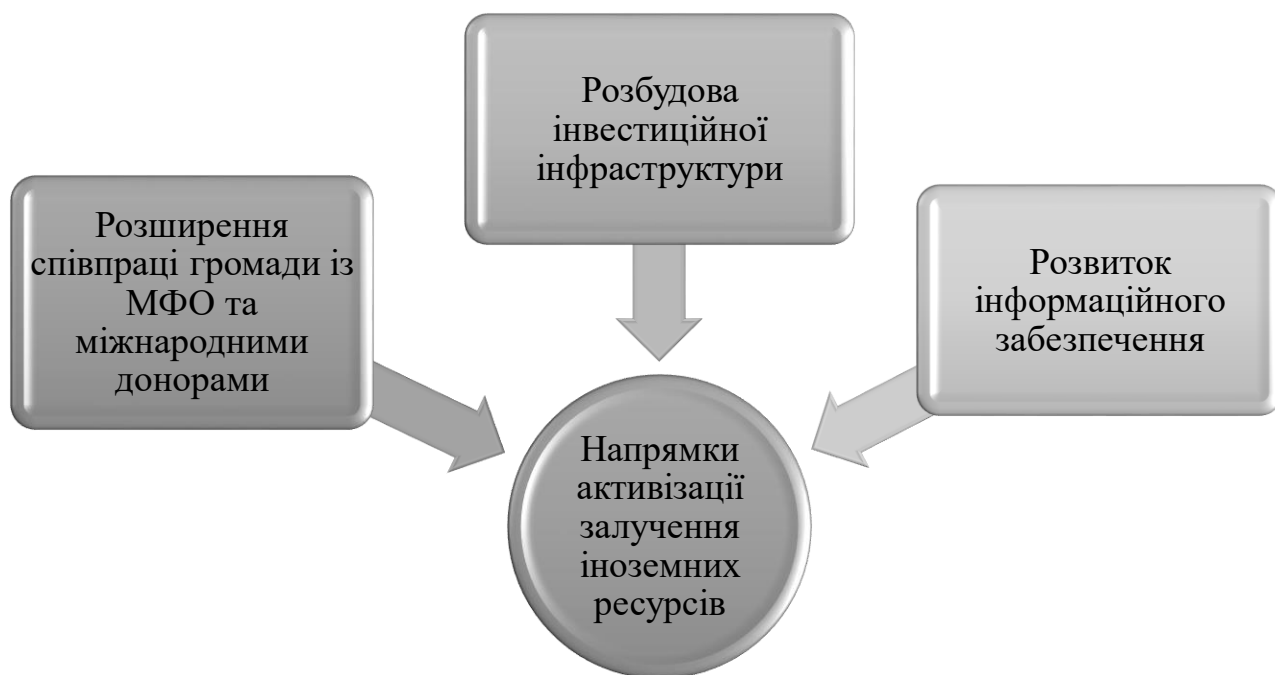 Розбудова
інвестиційної
інфраструктури
Розширення
співпраці громади із
МФО та
міжнародними
донорами
Розвиток
інформаційного
забезпечення
Напрямки
активізації
залучення
іноземних
ресурсів